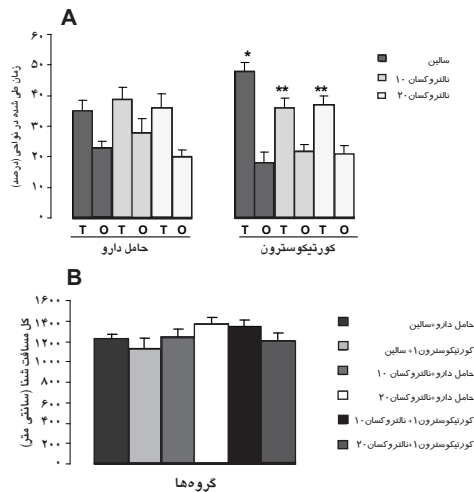 A
زمان طی شده در نواحی (درصد)
۶۰
۵۰
۴۰
۳۰
۲۰
۱۰
۰
* ** **
سالین
نالتروکسان ۱۰
نالتروکسان ۲۰
T O T O T O T O T O T O
حامل دارو کورتیکوسترون
B
کل مسافت شنا (سانتی متر)
۱۶۰۰
۱۴۰۰
۱۲۰۰
۱۰۰۰
۸۰۰
۶۰۰
۴۰۰
۲۰۰
۰
حامل دارو+سالین
کورتیکوسترون۱+ سالین
حامل دارو+نالتروکسان ۱۰
حامل دارو+نالتروکسان۲۰
کورتیکوسترون۱+نالتروکسان۱۰
کورتیکوسترون۱+نالتروکسان ۲۰
گروه‌ها